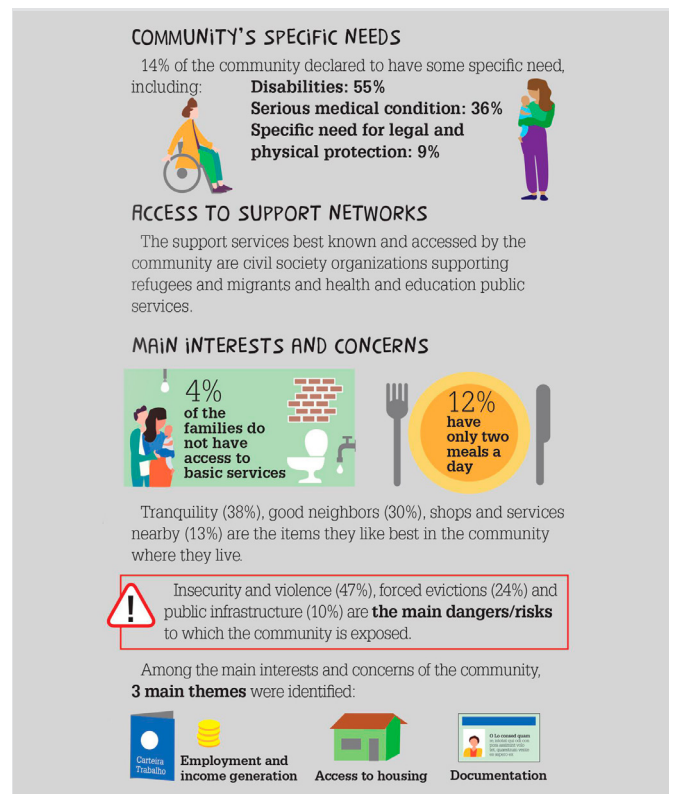 COMMUNITY'S SPECIFIC NEEDS
14% of the community declared to have some specific need,
including:
Disabilities: 55%
Serious medical condition: 36%
Specific need for legal and
physical protection: 9%
ACCESS TO SUPPORT NETWORKS
The support services best known and accessed by the
community are civil society organizations supporting
refugees and migrants and health and education public
services.
MAIN INTERESTS AND CONCERNS
4%
of the
families do
not have
access to
basic services
12%
have
only two
meals a
day
Tranquility (38%), good neighbors (30%), shops and services
nearby (13%) are the items they like best in the community
where they live.
!
Insecurity and violence (47%), forced evictions (24%) and
public infrastructure (10%) are the main dangers/risks
to which the community is exposed.
Among the main interests and concerns of the community,
3 main themes were identified:
Carteira
Trabalho
Employment and
income generation
Access to housing
O Lo consed quam
Documentation